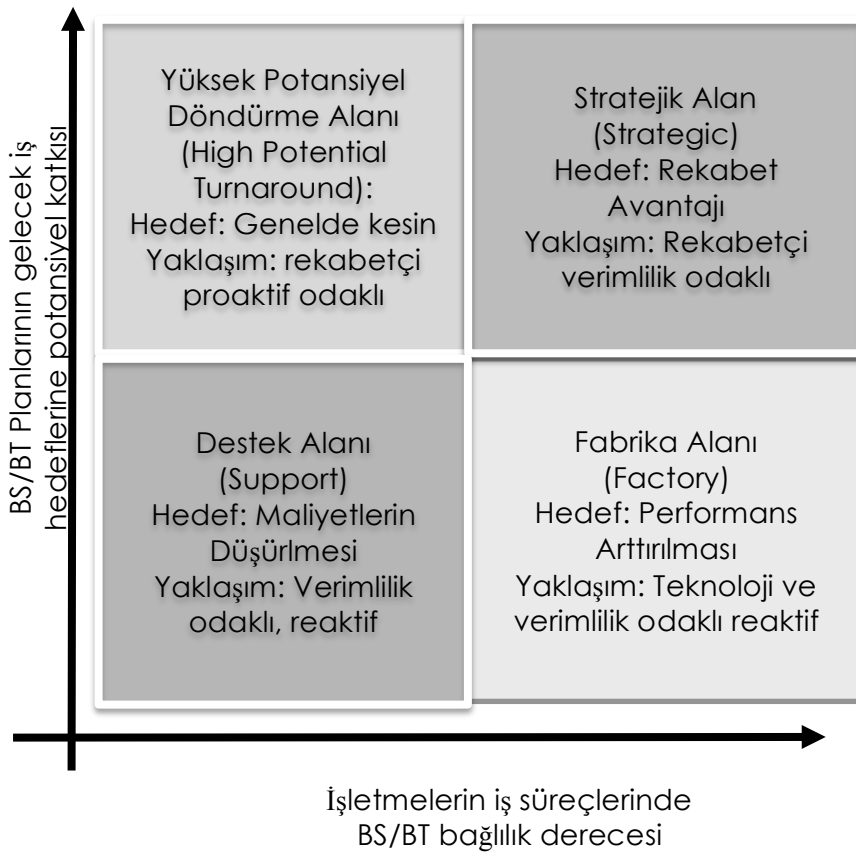 BS/BT Planlarının gelecek iş
hedeflerine potansiyel katkısı
Yüksek Potansiyel
Döndürme Alanı
(High Potential
Turnaround):
Hedef: Genelde kesin
Yaklaşım: rekabetçi
proaktif odaklı
Stratejik Alan
(Strategic)
Hedef: Rekabet
Avantajı
Yaklaşım: Rekabetçi
verimlilik odaklı
Destek Alanı
(Support)
Hedef: Maliyetlerin
Düşürlmesi
Yaklaşım: Verimlilik
odaklı, reaktif
Fabrika Alanı
(Factory)
Hedef: Performans
Arttırılması
Yaklaşım: Teknoloji ve
verimlilik odaklı reaktif
İşletmelerin iş süreçlerinde
BS/BT bağlılık derecesi